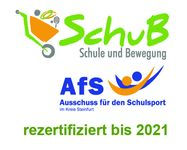 SchuB
Schule und Bewegung
AfS
Ausschuss für den Schulsport
im Kreis Steinfurt
rezertifiziert bis 2021